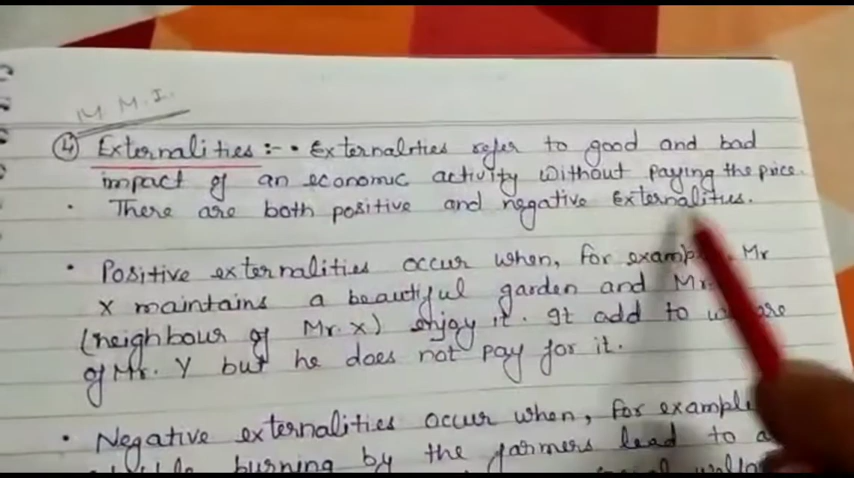 M M.I.
④ Externalities :- • Externalities refer to good and bad
impact of an economic activity without paying the price.
• There are both positive and negative externalities.
• Positive externalities occur when, for example, Mr
X maintains a beautiful garden and Mr.
(neighbour of Mr. X) enjoy it. It add to
of Mr. Y but he does not pay for it.
• Negative externalities occur when, for example
burning by the farmers lead to a